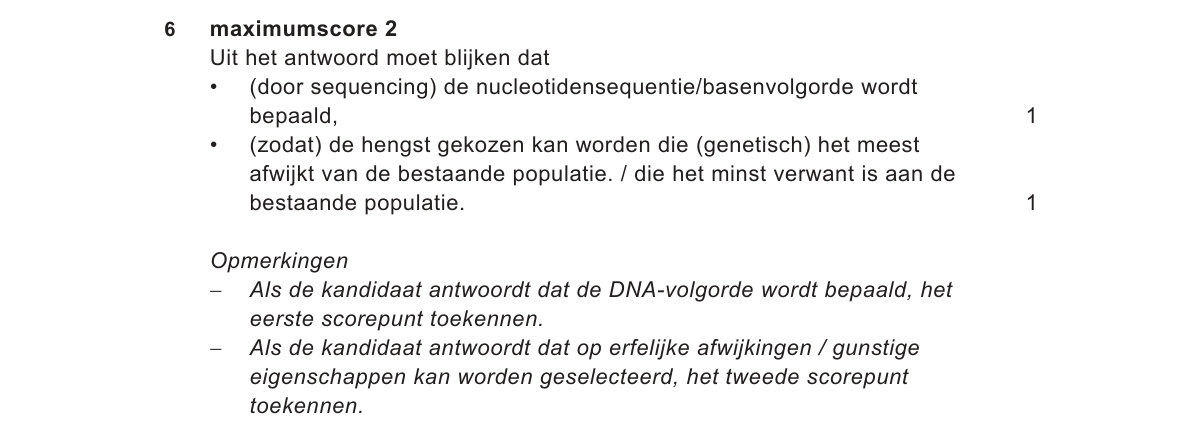 6 maximumscore 2
Uit het antwoord moet blijken dat
• (door sequencing) de nucleotidensequentie/basenvolgorde wordt
bepaald, 1
• (zodat) de hengst gekozen kan worden die (genetisch) het meest
afwijkt van de bestaande populatie. / die het minst verwant is aan de
bestaande populatie. 1
Opmerkingen
– Als de kandidaat antwoordt dat de DNA-volgorde wordt bepaald, het
eerste scorepunt toekennen.
– Als de kandidaat antwoordt dat op erfelijke afwijkingen / gunstige
eigenschappen kan worden geselecteerd, het tweede scorepunt
toekennen.